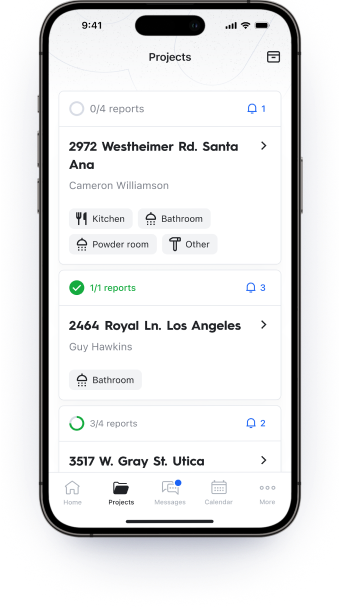 9:41
Projects
0/4 reports 1
2972 Westheimer Rd. Santa
Ana
Cameron Williamson
Kitchen Bathroom
Powder room Other
1/1 reports 3
2464 Royal Ln. Los Angeles
Guy Hawkins
Bathroom
3/4 reports 2
3517 W. Gray St. Utica
Home Projects Messages Calendar More